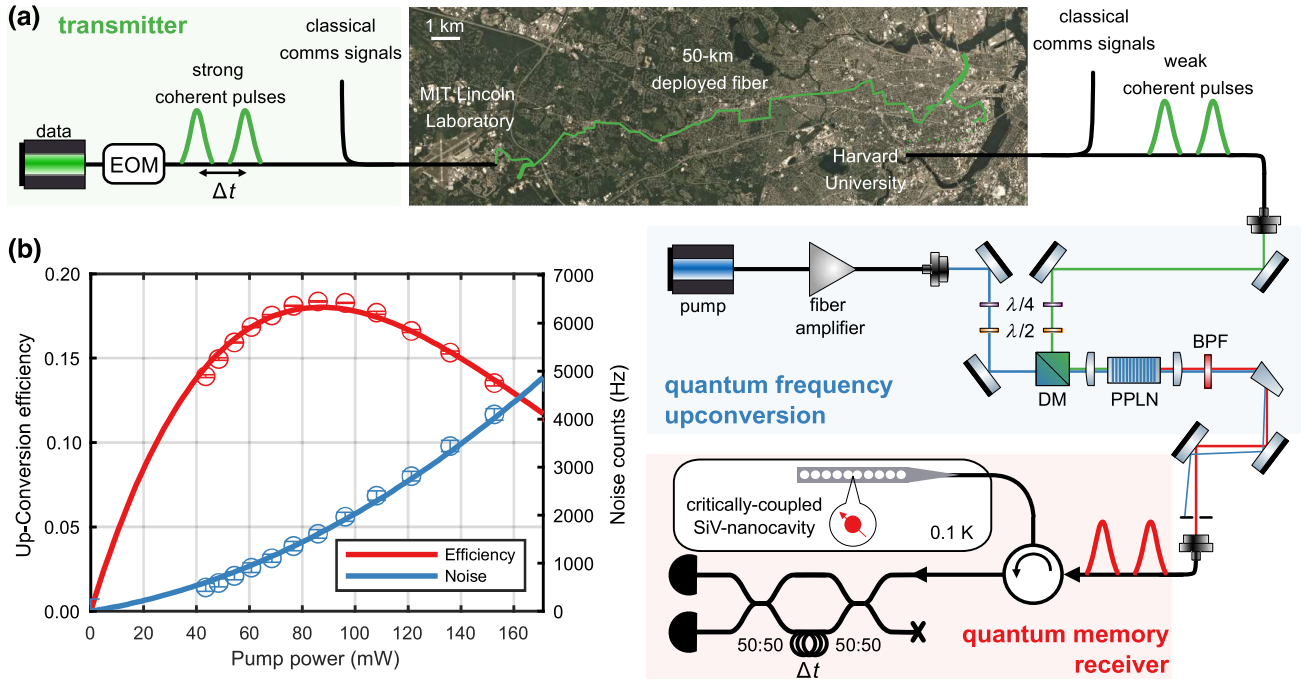 (a)
transmitter
data
EOM
strong
coherent pulses
Δt
classical
comms signals
1 km
MIT Lincoln
Laboratory
50-km
deployed fiber
Harvard
University
classical
comms signals
weak
coherent pulses
(b)
Up-Conversion efficiency
0.20
0.15
0.10
0.05
0.00
0
20
40
60
80
100
120
140
160
Pump power (mW)
7000
6000
5000
4000
3000
2000
1000
0
Noise counts (Hz)
Efficiency
Noise
pump
fiber
amplifier
λ/4
λ/2
DM
PPLN
BPF
quantum frequency
upconversion
critically-coupled
SiV-nanocavity
0.1 K
50:50
50:50
Δt
quantum memory
receiver